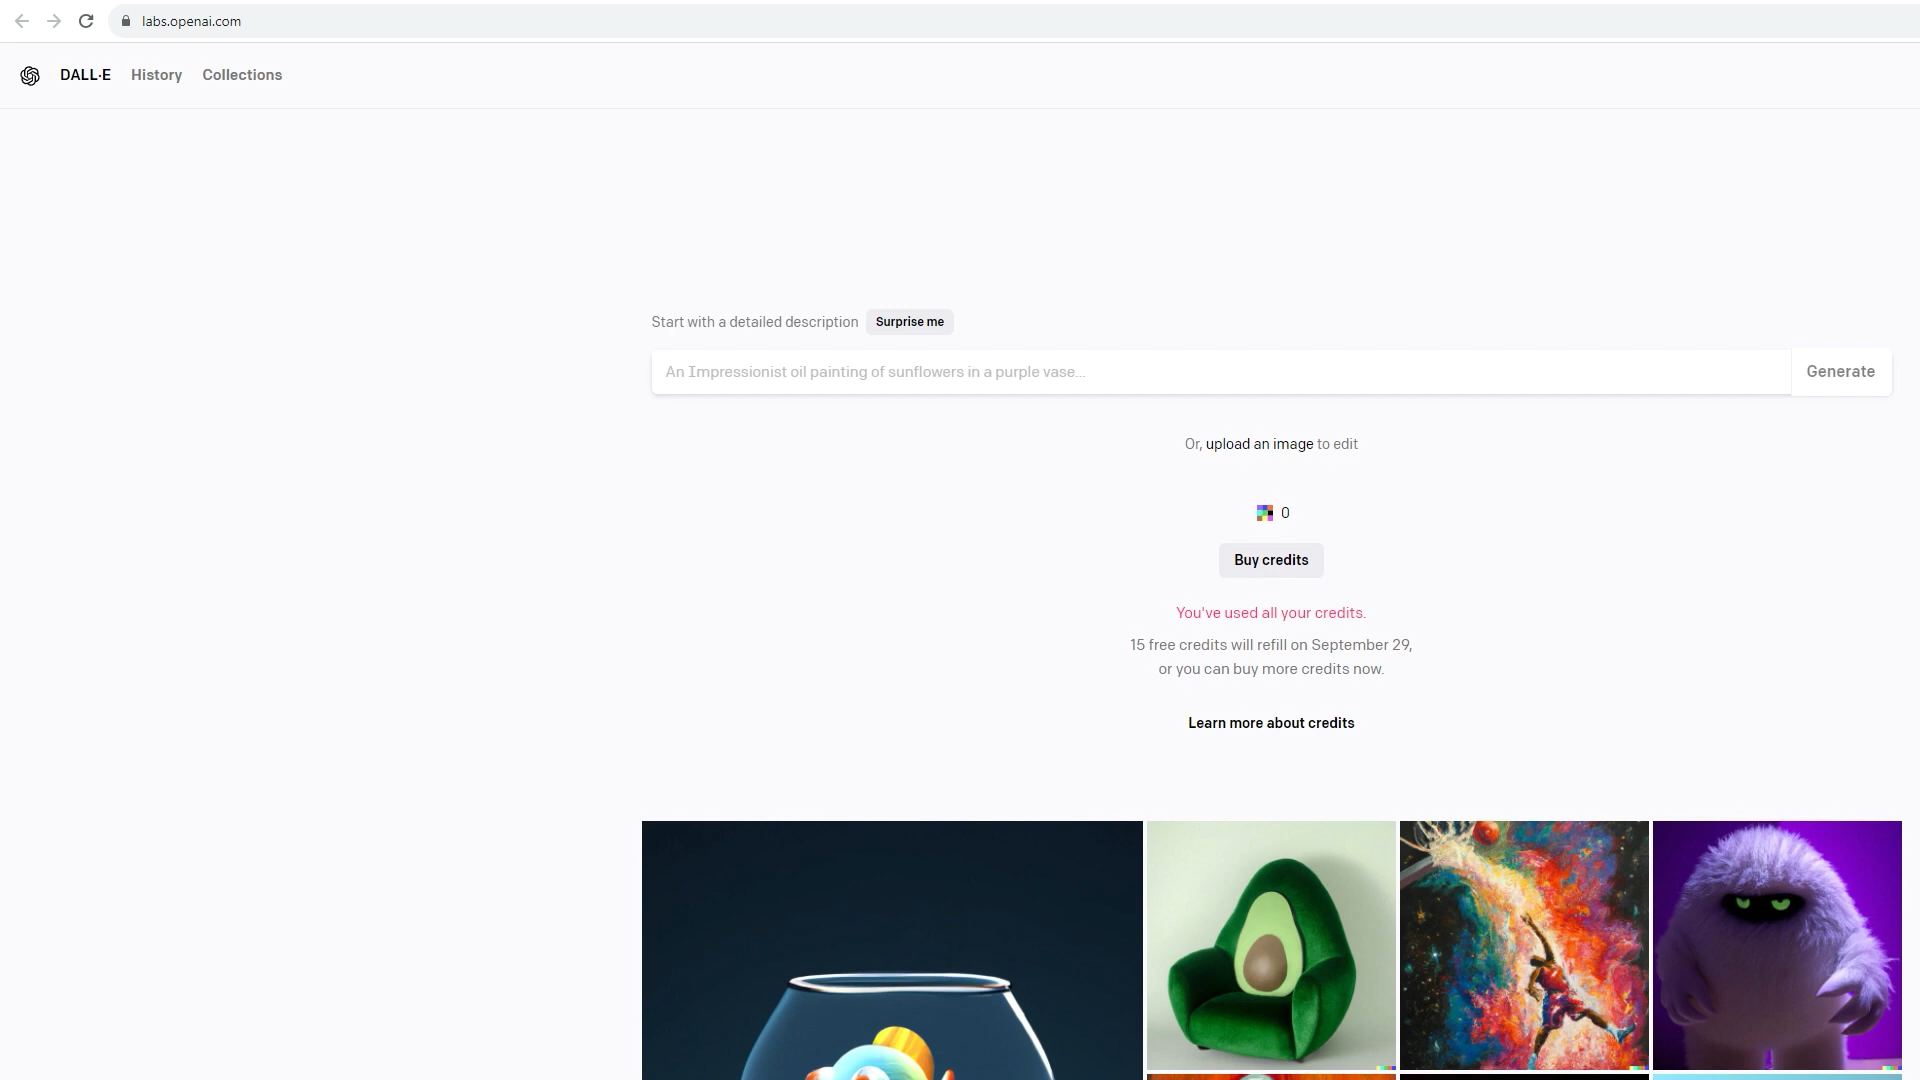 labs.openai.com
DALL·E History Collections
Start with a detailed description Surprise me
An Impressionist oil painting of sunflowers in a purple vase... Generate
Or, upload an image to edit
0
Buy credits
You've used all your credits.
15 free credits will refill on September 29,
or you can buy more credits now.
Learn more about credits